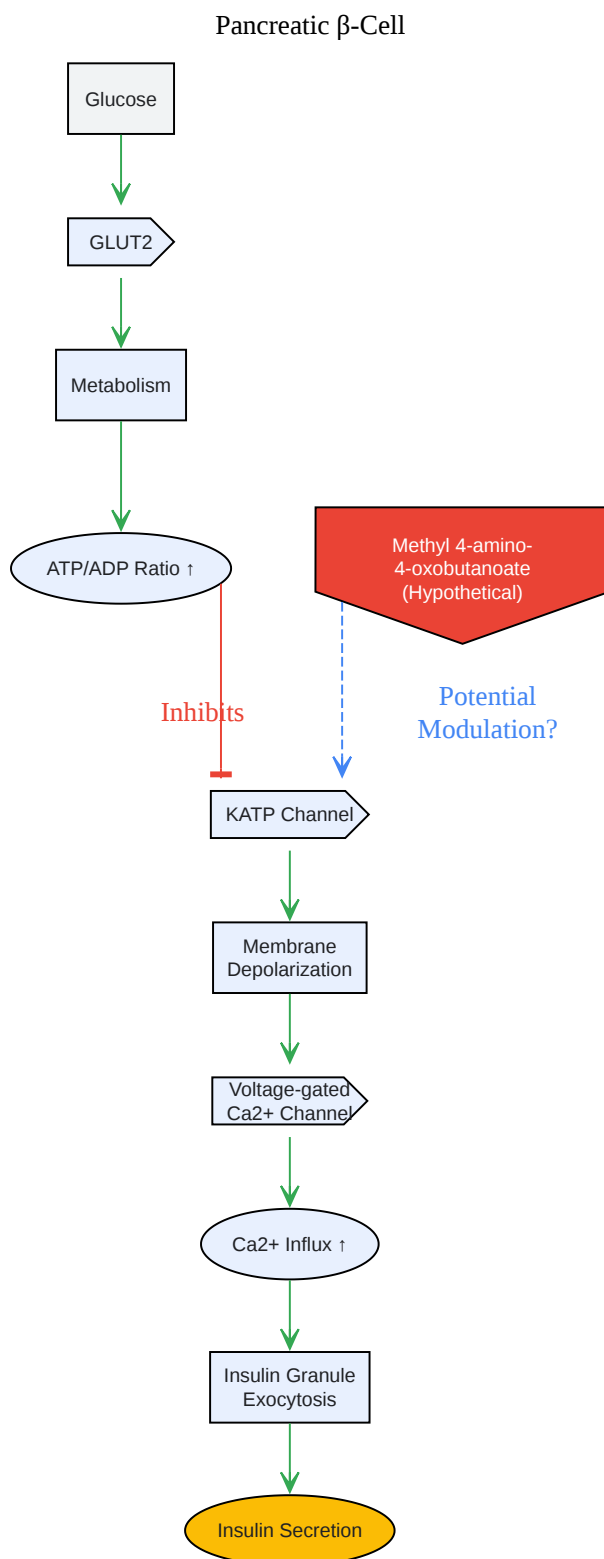 Pancreatic β-Cell
Glucose
GLUT2
Metabolism
ATP/ADP Ratio ↑
Methyl 4-amino-
4-oxobutanoate
(Hypothetical)
Inhibits
Potential
Modulation?
KATP Channel
Membrane
Depolarization
Voltage-gated
Ca2+ Channel
Ca2+ Influx ↑
Insulin Granule
Exocytosis
Insulin Secretion